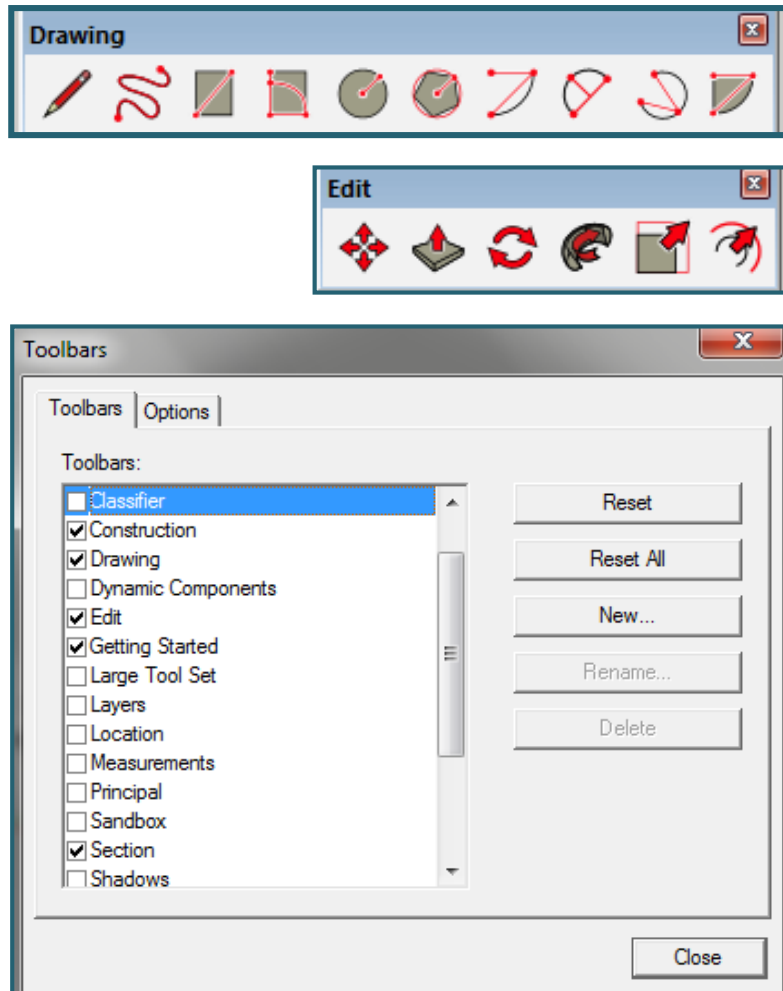 Drawing
Edit
Toolbars
Toolbars Options
Toolbars:
Classifier
Construction
Drawing
Dynamic Components
Edit
Getting Started
Large Tool Set
Layers
Location
Measurements
Principal
Sandbox
Section
Shadows
Reset
Reset All
New...
Rename...
Delete
Close